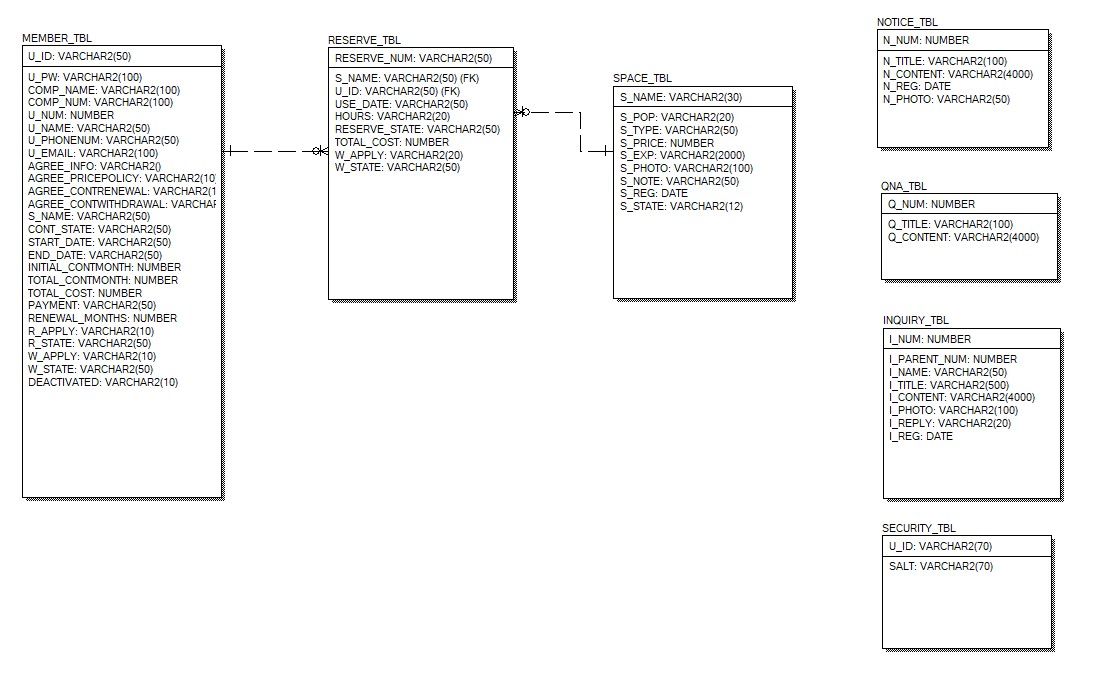 MEMBER_TBL
U_ID: VARCHAR2(50)
U_PW: VARCHAR2(100)
COMP_NAME: VARCHAR2(100)
COMP_NUM: VARCHAR2(100)
U_NUM: NUMBER
U_NAME: VARCHAR2(50)
U_PHONENUM: VARCHAR2(50)
U_EMAIL: VARCHAR2(100)
AGREE_INFO: VARCHAR2()
AGREE_PRICEPOLICY: VARCHAR2(10
AGREE_CONTRENEWAL: VARCHAR2(1
AGREE_CONTWITHDRAWAL: VARCHAR
S_NAME: VARCHAR2(50)
CONT_STATE: VARCHAR2(50)
START_DATE: VARCHAR2(50)
END_DATE: VARCHAR2(50)
INITIAL_CONTMONTH: NUMBER
TOTAL_CONTMONTH: NUMBER
TOTAL_COST: NUMBER
PAYMENT: VARCHAR2(50)
RENEWAL_MONTHS: NUMBER
R_APPLY: VARCHAR2(10)
R_STATE: VARCHAR2(50)
W_APPLY: VARCHAR2(10)
W_STATE: VARCHAR2(50)
DEACTIVATED: VARCHAR2(10)
RESERVE_TBL
RESERVE_NUM: VARCHAR2(50)
S_NAME: VARCHAR2(50) (FK)
U_ID: VARCHAR2(50) (FK)
USE_DATE: VARCHAR2(50)
HOURS: VARCHAR2(20)
RESERVE_STATE: VARCHAR2(50)
TOTAL_COST: NUMBER
W_APPLY: VARCHAR2(20)
W_STATE: VARCHAR2(50)
SPACE_TBL
S_NAME: VARCHAR2(30)
S_POP: VARCHAR2(20)
S_TYPE: VARCHAR2(50)
S_PRICE: NUMBER
S_EXP: VARCHAR2(2000)
S_PHOTO: VARCHAR2(100)
S_NOTE: VARCHAR2(50)
S_REG: DATE
S_STATE: VARCHAR2(12)
NOTICE_TBL
N_NUM: NUMBER
N_TITLE: VARCHAR2(100)
N_CONTENT: VARCHAR2(4000)
N_REG: DATE
N_PHOTO: VARCHAR2(50)
QNA_TBL
Q_NUM: NUMBER
Q_TITLE: VARCHAR2(100)
Q_CONTENT: VARCHAR2(4000)
INQUIRY_TBL
I_NUM: NUMBER
I_PARENT_NUM: NUMBER
I_NAME: VARCHAR2(50)
I_TITLE: VARCHAR2(500)
I_CONTENT: VARCHAR2(4000)
I_PHOTO: VARCHAR2(100)
I_REPLY: VARCHAR2(20)
I_REG: DATE
SECURITY_TBL
U_ID: VARCHAR2(70)
SALT: VARCHAR2(70)